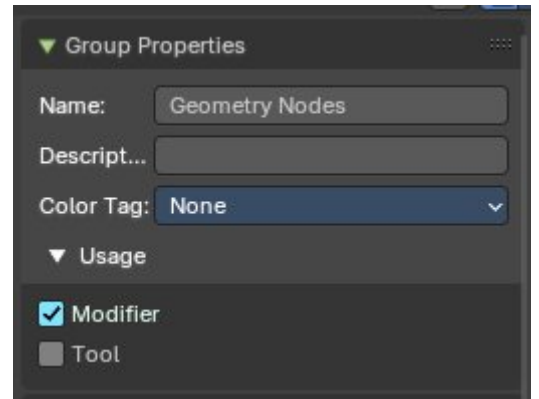 Group Properties
Name: Geometry Nodes
Descript...
Color Tag: None
Usage
Modifier
Tool